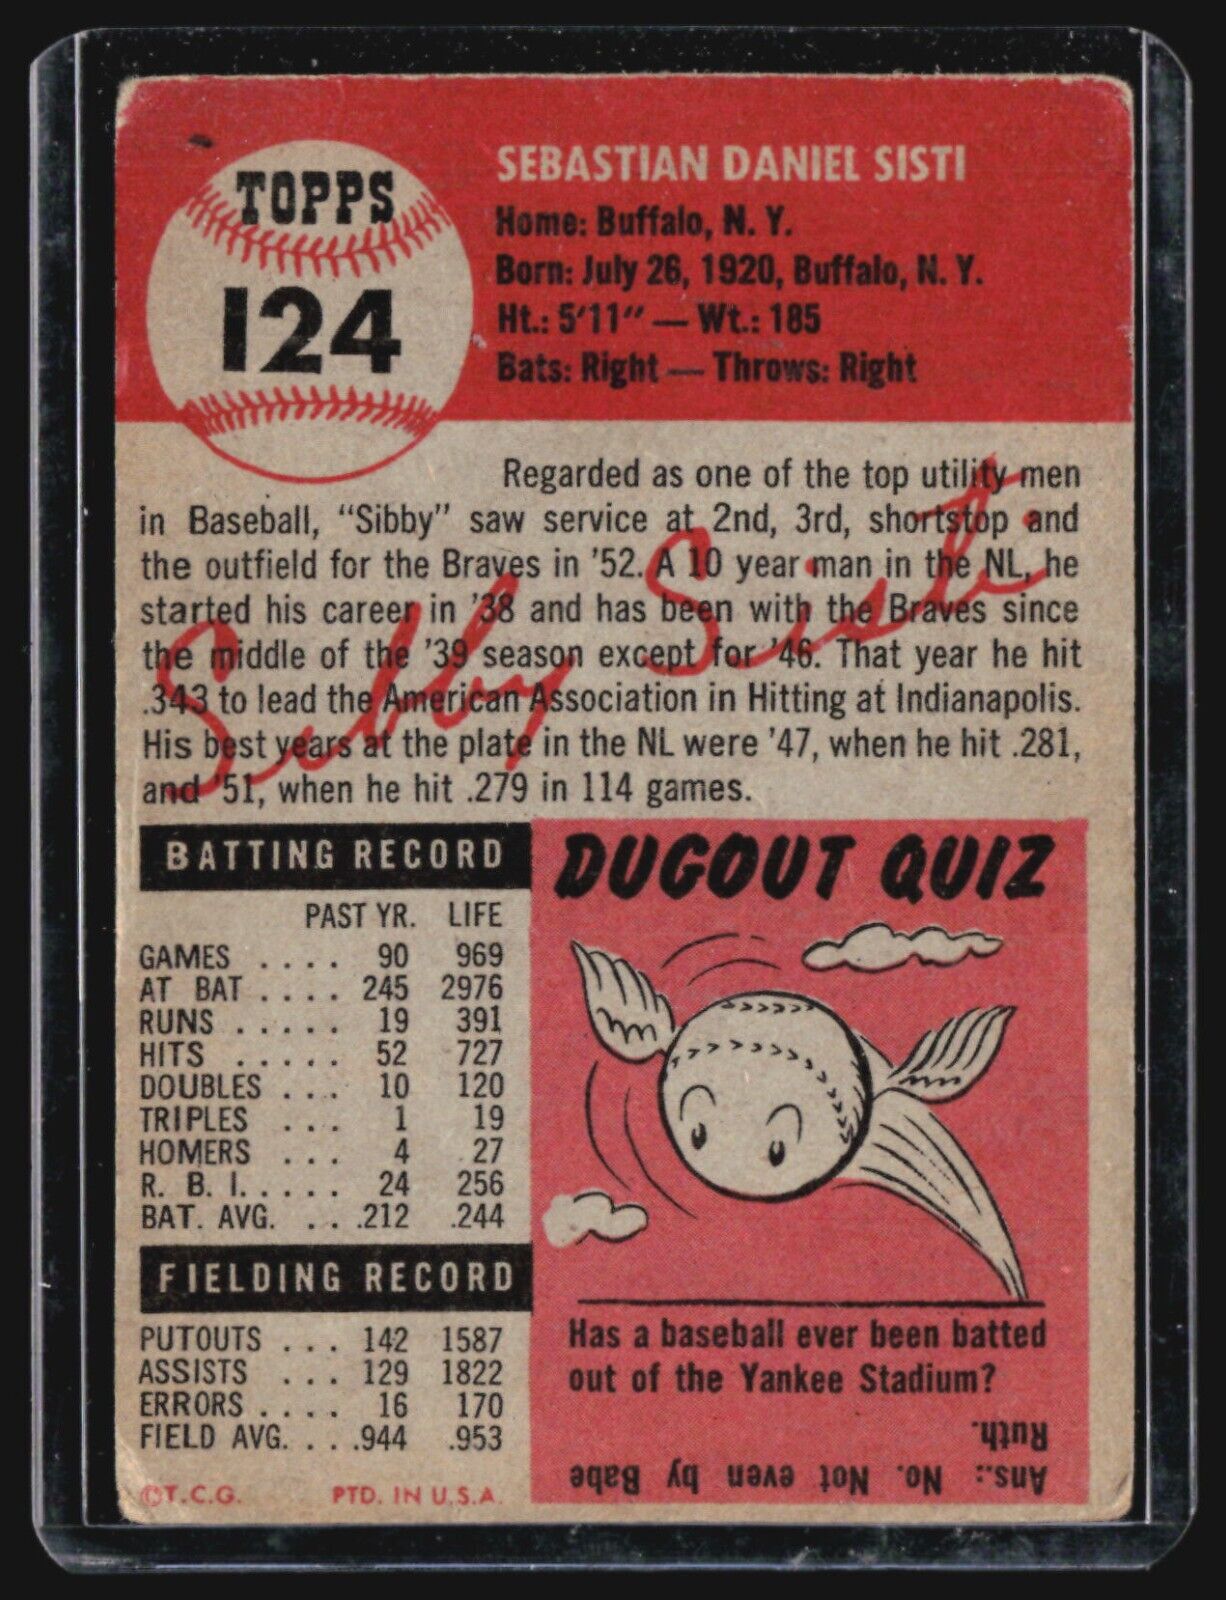 TOPPS
124
SEBASTIAN DANIEL SISTI
Home: Buffalo, N. Y.
Born: July 26, 1920, Buffalo, N. Y.
Ht.: 5'11" — Wt.: 185
Bats: Right — Throws: Right
Regarded as one of the top utility men
in Baseball, "Sibby" saw service at 2nd, 3rd, shortstop and
the outfield for the Braves in '52. A 10 year man in the NL, he
started his career in '38 and has been with the Braves since
the middle of the '39 season except for '46. That year he hit
.343 to lead the American Association in Hitting at Indianapolis.
His best years at the plate in the NL were '47, when he hit .281,
and '51, when he hit .279 in 114 games.
Sibby Sisti
BATTING RECORD
PAST YR. LIFE
GAMES . . . . 90 969
AT BAT . . . . 245 2976
RUNS . . . . . 19 391
HITS . . . . . 52 727
DOUBLES . . . 10 120
TRIPLES . . . 1 19
HOMERS . . . 4 27
R. B. I. . . . . 24 256
BAT. AVG. . . .212 .244
FIELDING RECORD
PUTOUTS . . . 142 1587
ASSISTS . . . 129 1822
ERRORS . . . . 16 170
FIELD AVG. . . .944 .953
©T.C.G. PTD. IN U.S.A.
DUGOUT QUIZ
Has a baseball ever been batted
out of the Yankee Stadium?
Ans.: No. Not even by Babe
Ruth.